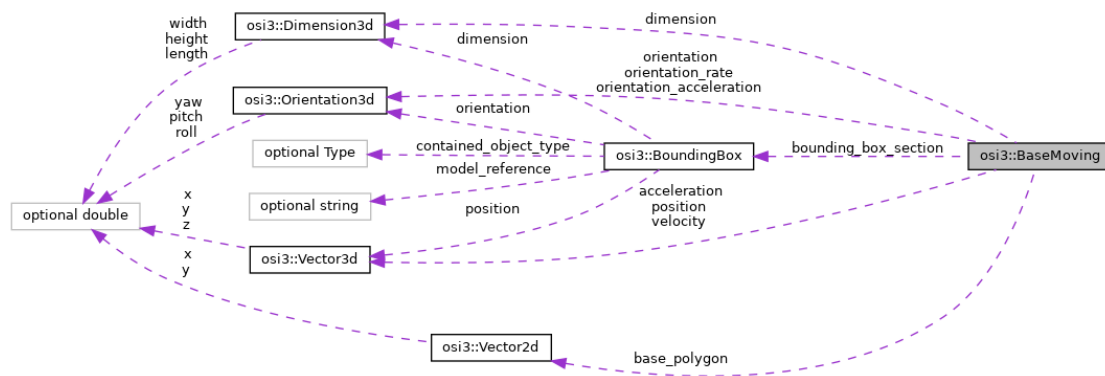 width
height
length
osi3::Dimension3d
dimension
dimension
yaw
pitch
roll
osi3::Orientation3d
orientation
orientation
orientation_rate
orientation_acceleration
optional Type
contained_object_type
osi3::BoundingBox
bounding_box_section
osi3::BaseMoving
optional string
model_reference
optional double
x
y
z
osi3::Vector3d
position
acceleration
position
velocity
x
y
osi3::Vector2d
base_polygon